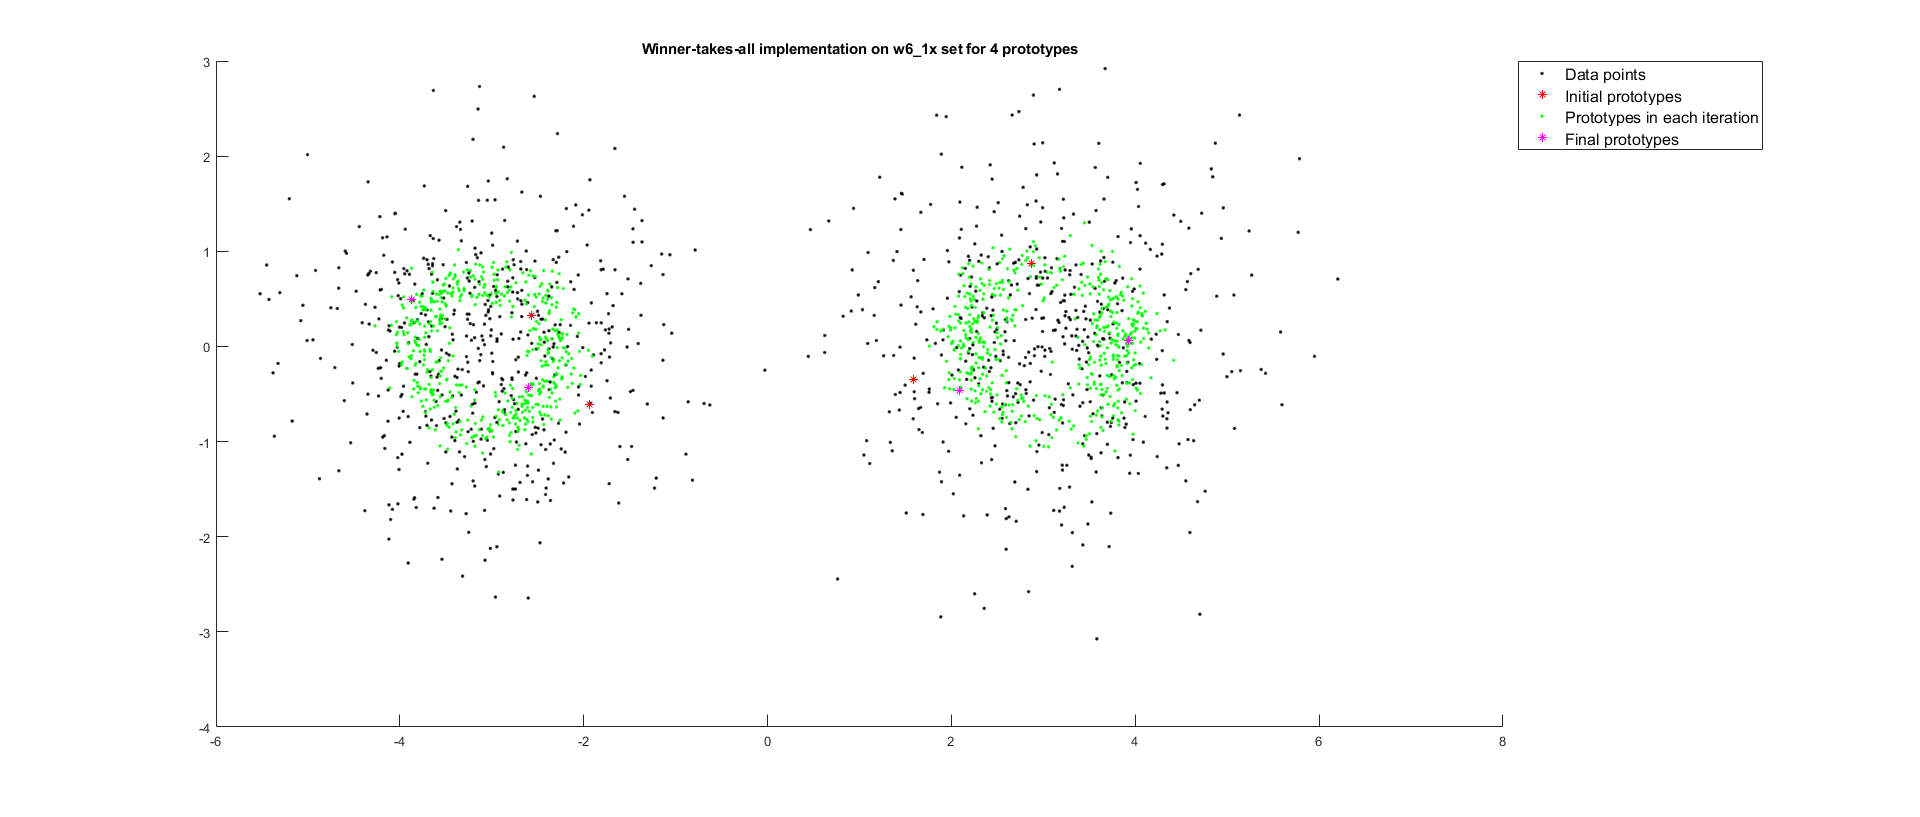 Winner-takes-all implementation on w6_1x set for 4 prototypes
Data points
Initial prototypes
Prototypes in each iteration
Final prototypes
3
2
1
0
-1
-2
-3
-4
-6 -4 -2 0 2 4 6 8